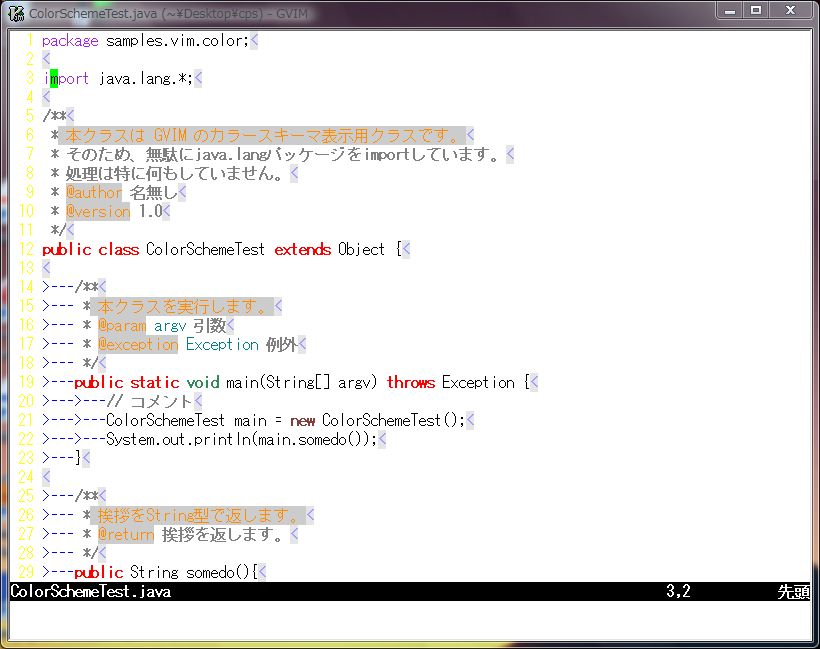 ColorSchemeTest.java (~¥Desktop¥cps) - GVIM
1 package samples.vim.color;<
2 <
3 import java.lang.*;<
4 <
5 /**<
6  * 本クラスは GVIM のカラースキーマ表示用クラスです。<
7  * そのため、無駄にjava.langパッケージをimportしています。<
8  * 処理は特に何もしていません。<
9  * @author 名無し<
10  * @version 1.0<
11  */<
12 public class ColorSchemeTest extends Object {<
13 <
14 >---/**<
15 >--- * 本クラスを実行します。<
16 >--- * @param argv 引数<
17 >--- * @exception Exception 例外<
18 >--- */<
19 >---public static void main(String[] argv) throws Exception {<
20 >--->---// コメント<
21 >--->---ColorSchemeTest main = new ColorSchemeTest();<
22 >--->---System.out.println(main.somedo());<
23 >---}<
24 <
25 >---/**<
26 >--- * 挨拶をString型で返します。<
27 >--- * @return 挨拶を返します。<
28 >--- */<
29 >---public String somedo(){<
ColorSchemeTest.java 3,2 先頭